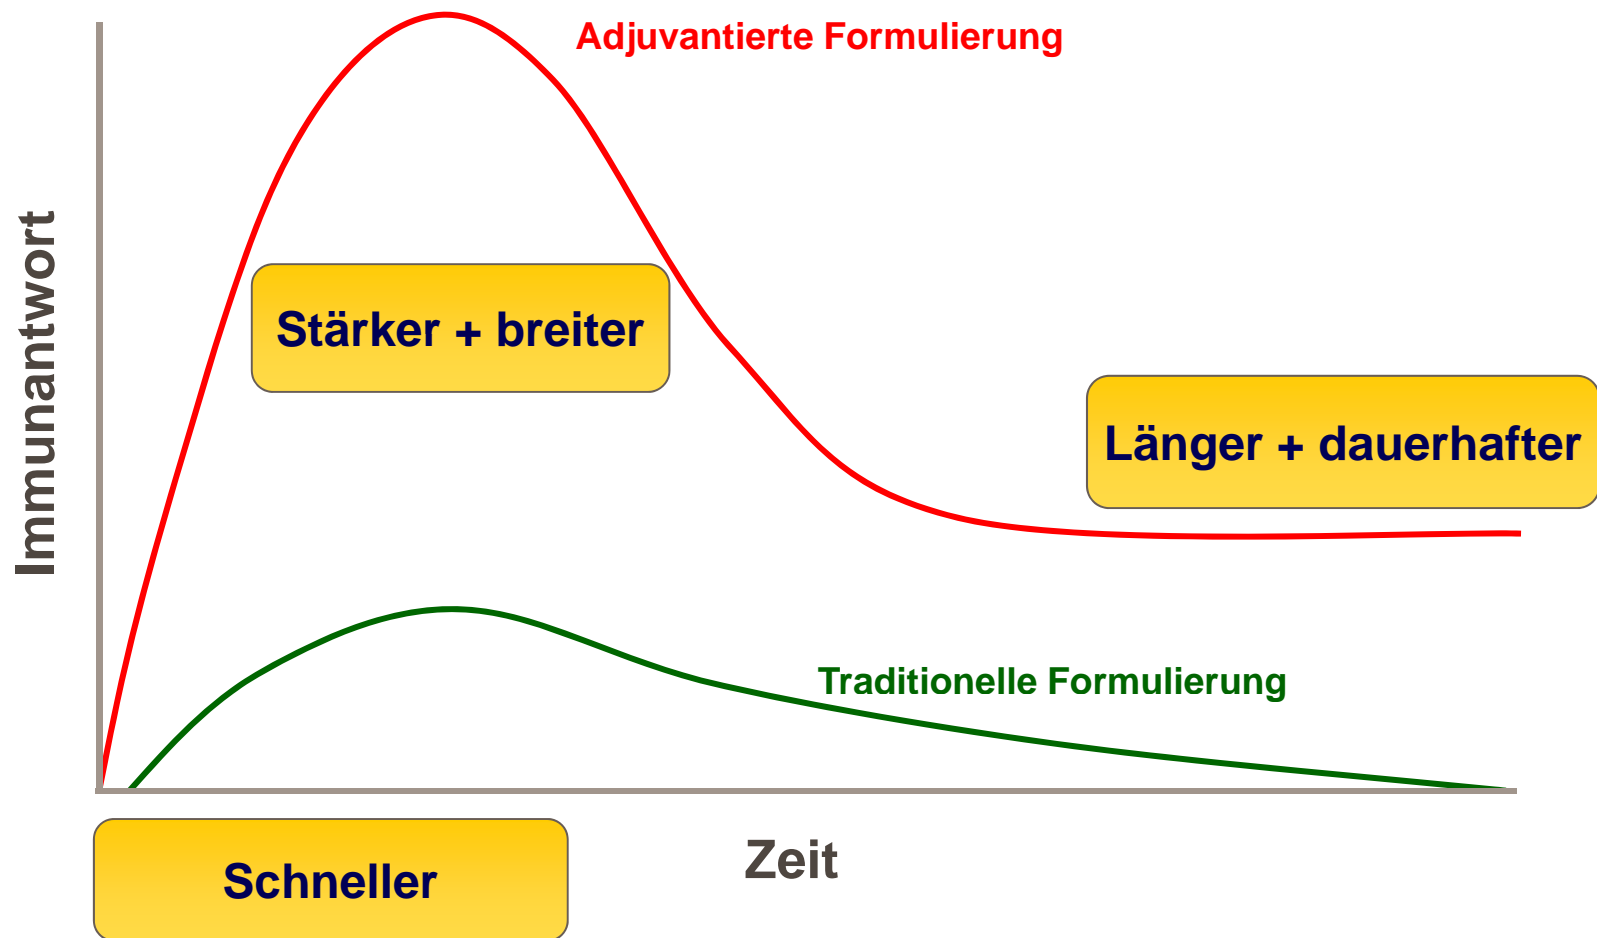 Adjuvantierte Formulierung
Immunantwort
Stärker + breiter
Länger + dauerhafter
Traditionelle Formulierung
Zeit
Schneller